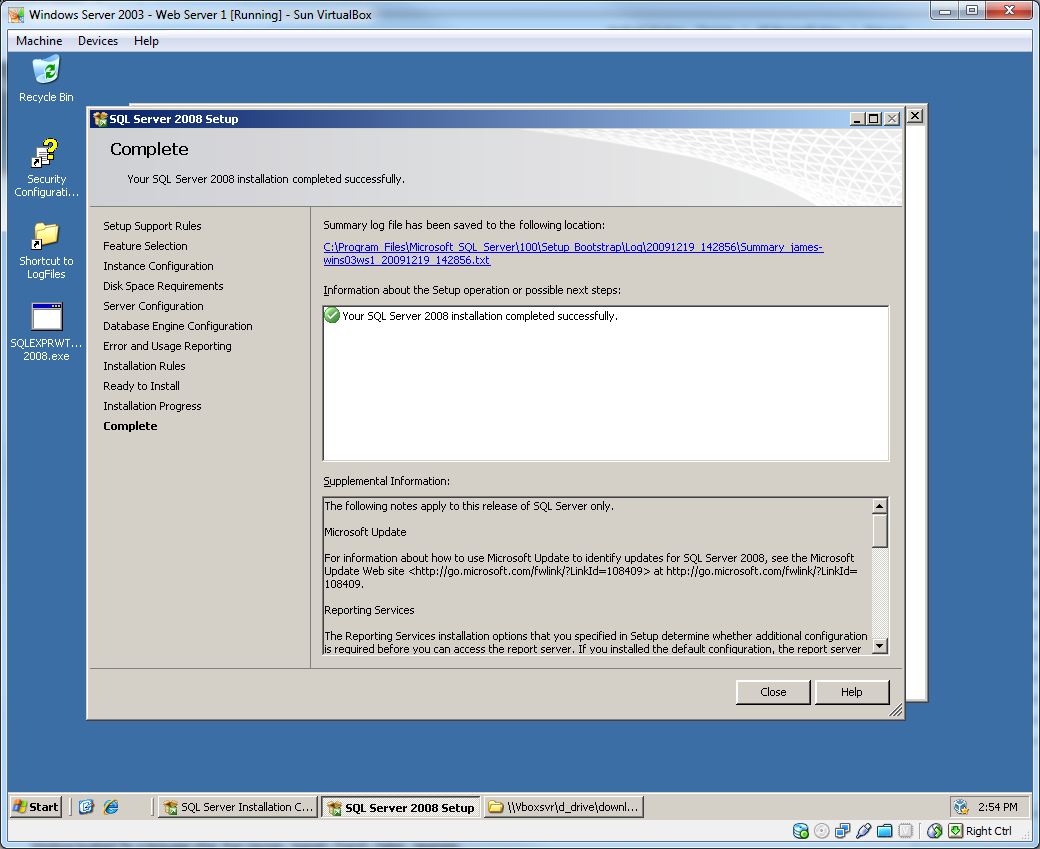 Windows Server 2003 - Web Server 1 [Running] - Sun VirtualBox
Machine Devices Help
Recycle Bin
Security
Configurati...
Shortcut to
LogFiles
SQLEXPRWT...
2008.exe
SQL Server 2008 Setup
Complete
Your SQL Server 2008 installation completed successfully.
Setup Support Rules
Feature Selection
Instance Configuration
Disk Space Requirements
Server Configuration
Database Engine Configuration
Error and Usage Reporting
Installation Rules
Ready to Install
Installation Progress
Complete
Summary log file has been saved to the following location:
C:\Program Files\Microsoft SQL Server\100\Setup Bootstrap\Log\20091219_142856\Summary_james-
wins03ws1_20091219_142856.txt
Information about the Setup operation or possible next steps:
Your SQL Server 2008 installation completed successfully.
Supplemental Information:
The following notes apply to this release of SQL Server only.
Microsoft Update
For information about how to use Microsoft Update to identify updates for SQL Server 2008, see the Microsoft
Update Web site <http://go.microsoft.com/fwlink/?LinkId=108409> at http://go.microsoft.com/fwlink/?LinkId=
108409.
Reporting Services
The Reporting Services installation options that you specified in Setup determine whether additional configuration
is required before you can access the report server. If you installed the default configuration, the report server
Close
Help
Start
SQL Server Installation C...
SQL Server 2008 Setup
\\Vboxsvr\d_drive\downl...
2:54 PM
Right Ctrl